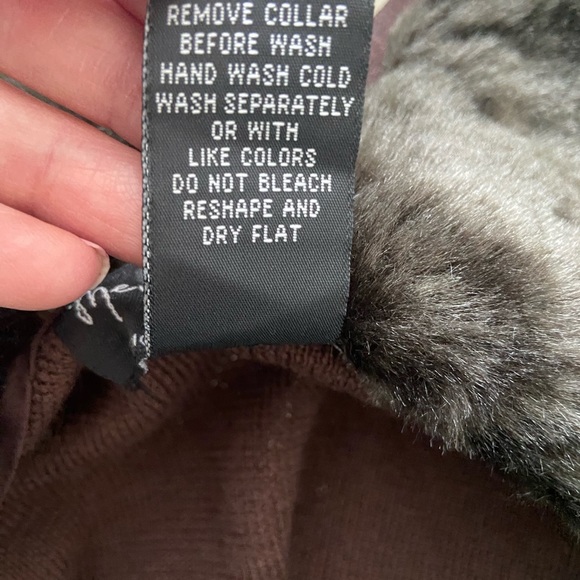 REMOVE COLLAR
BEFORE WASH
HAND WASH COLD
WASH SEPARATELY
OR WITH
LIKE COLORS
DO NOT BLEACH
RESHAPE AND
DRY FLAT